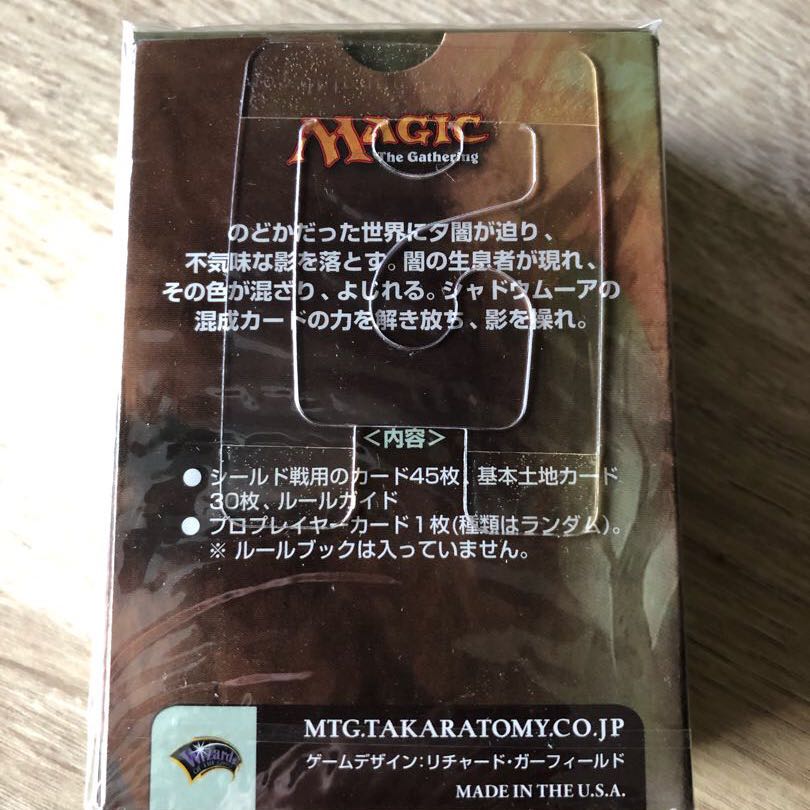 MAGIC
The Gathering
のどかだった世界に夕闇が迫り、
不気味な影を落とす。闇の生息者が現れ、
その色が混ざり、よじれる。シャドウムーアの
混成カードの力を解き放ち、影を操れ。
＜内容＞
● シールド戦用のカード45枚、基本土地カード
30枚、ルールガイド
● プロプレイヤーカード1枚(種類はランダム)。
※ ルールブックは入っていません。
MTG.TAKARATOMY.CO.JP
Wizards
OF THE COAST
ゲームデザイン：リチャード・ガーフィールド
MADE IN THE U.S.A.